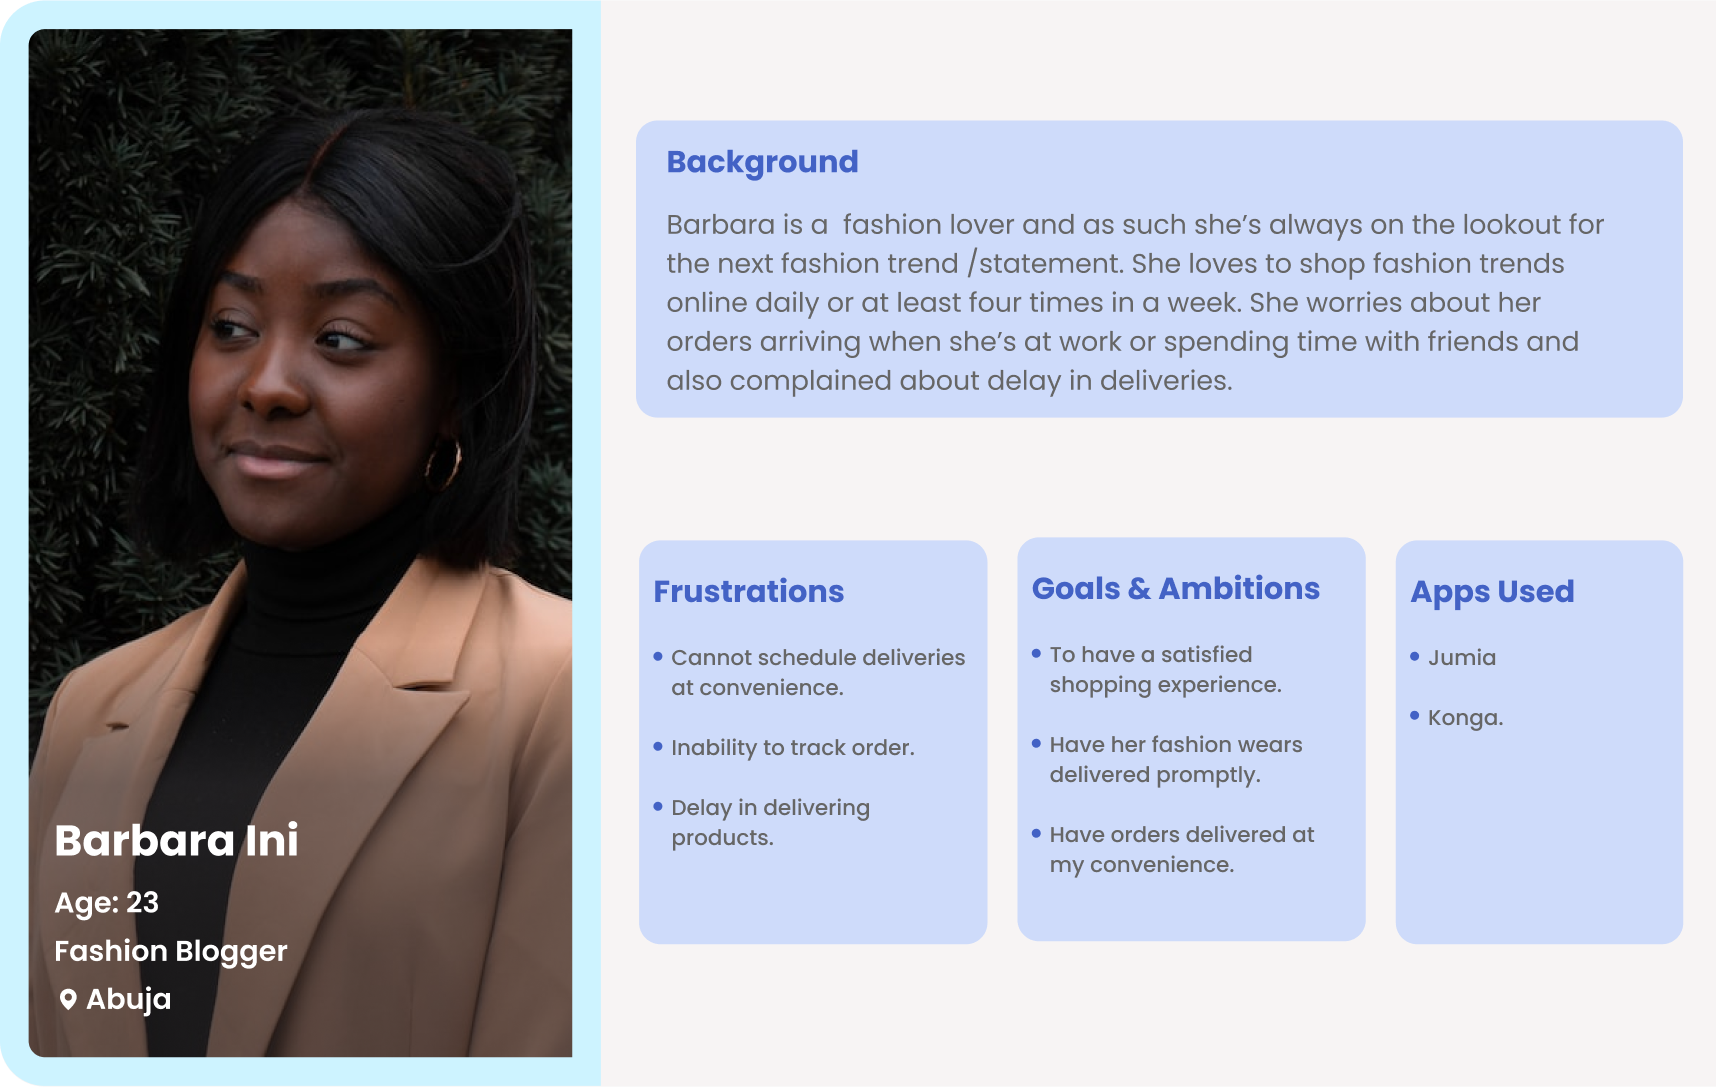 Barbara Ini
Age: 23
Fashion Blogger
Abuja
Background
Barbara is a  fashion lover and as such she’s always on the lookout for
the next fashion trend /statement. She loves to shop fashion trends
online daily or at least four times in a week. She worries about her
orders arriving when she’s at work or spending time with friends and
also complained about delay in deliveries.
Frustrations
• Cannot schedule deliveries
at convenience.
• Inability to track order.
• Delay in delivering
products.
Goals & Ambitions
• To have a satisfied
shopping experience.
• Have her fashion wears
delivered promptly.
• Have orders delivered at
my convenience.
Apps Used
• Jumia
• Konga.